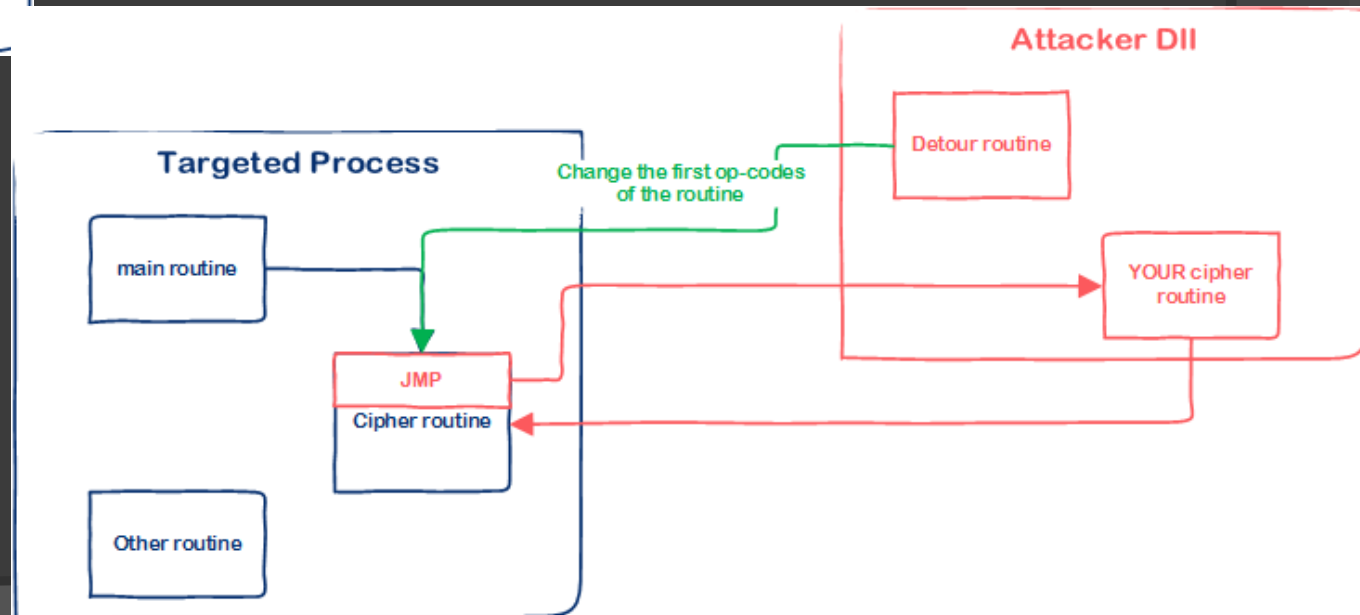 Attacker Dll
Detour routine
Targeted Process
Change the first op-codes
of the routine
main routine
YOUR cipher
routine
JMP
Cipher routine
Other routine